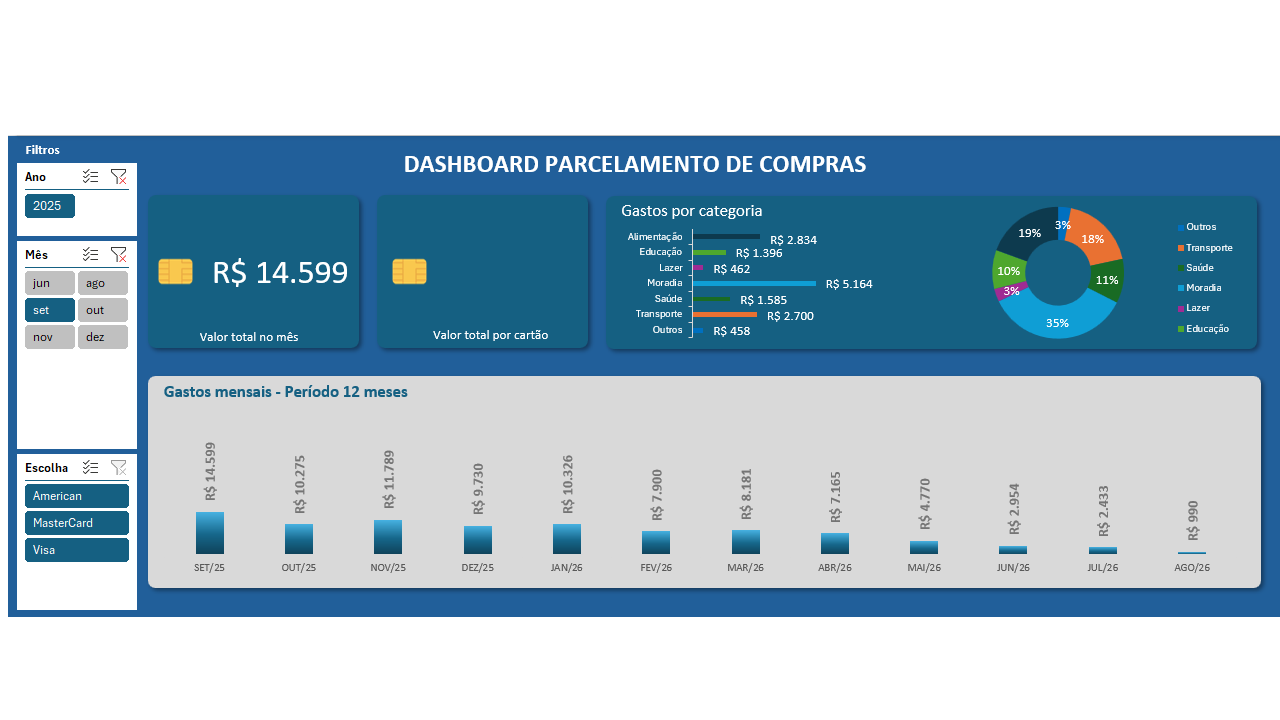 Filtros
DASHBOARD PARCELAMENTO DE COMPRAS
Ano
2025
Mês
jun
ago
set
out
nov
dez
Escolha
American
MasterCard
Visa
R$ 14.599
Valor total no mês
Valor total por cartão
Gastos por categoria
Alimentação R$ 2.834
Educação R$ 1.396
Lazer R$ 462
Moradia R$ 5.164
Saúde R$ 1.585
Transporte R$ 2.700
Outros R$ 458
3%
18%
11%
35%
3%
10%
19%
Outros
Transporte
Saúde
Moradia
Lazer
Educação
Gastos mensais - Período 12 meses
R$ 14.599
R$ 10.275
R$ 11.789
R$ 9.730
R$ 10.326
R$ 7.900
R$ 8.181
R$ 7.165
R$ 4.770
R$ 2.954
R$ 2.433
R$ 990
SET/25
OUT/25
NOV/25
DEZ/25
JAN/26
FEV/26
MAR/26
ABR/26
MAI/26
JUN/26
JUL/26
AGO/26